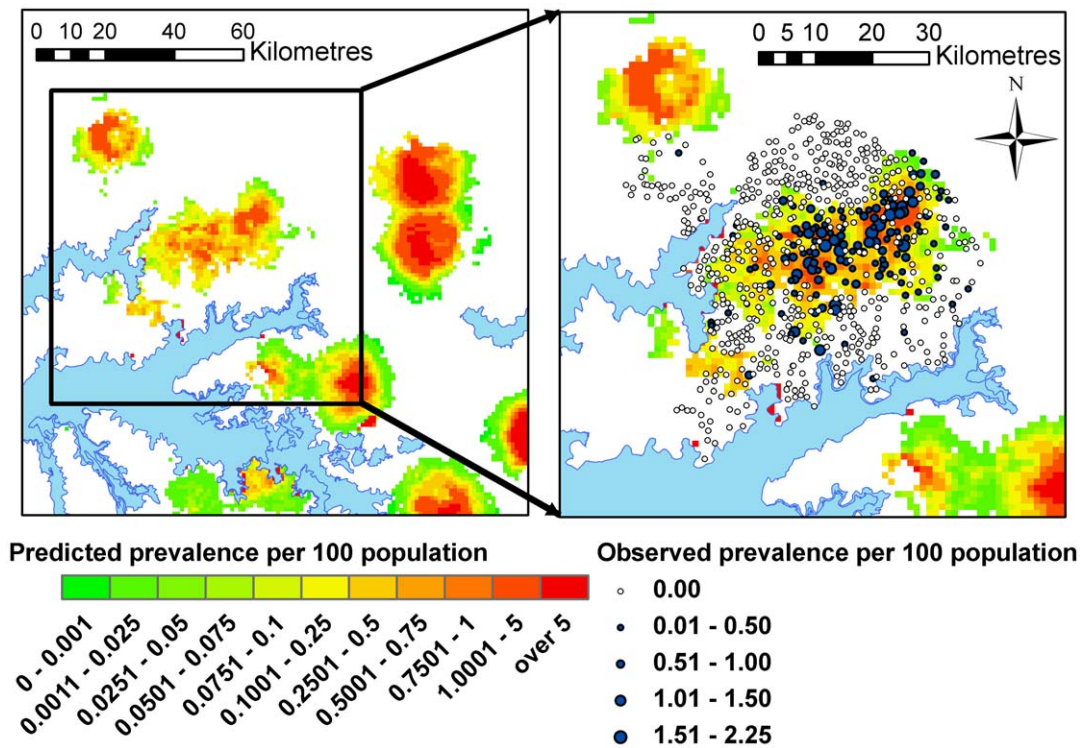 0 10 20 40 60
Kilometres
0 5 10 20 30
Kilometres
N
Predicted prevalence per 100 population
0 - 0.001
0.0011 - 0.025
0.0251 - 0.05
0.0501 - 0.075
0.0751 - 0.1
0.1001 - 0.25
0.2501 - 0.5
0.5001 - 0.75
0.7501 - 1
1.0001 - 5
over 5
Observed prevalence per 100 population
0.00
0.01 - 0.50
0.51 - 1.00
1.01 - 1.50
1.51 - 2.25